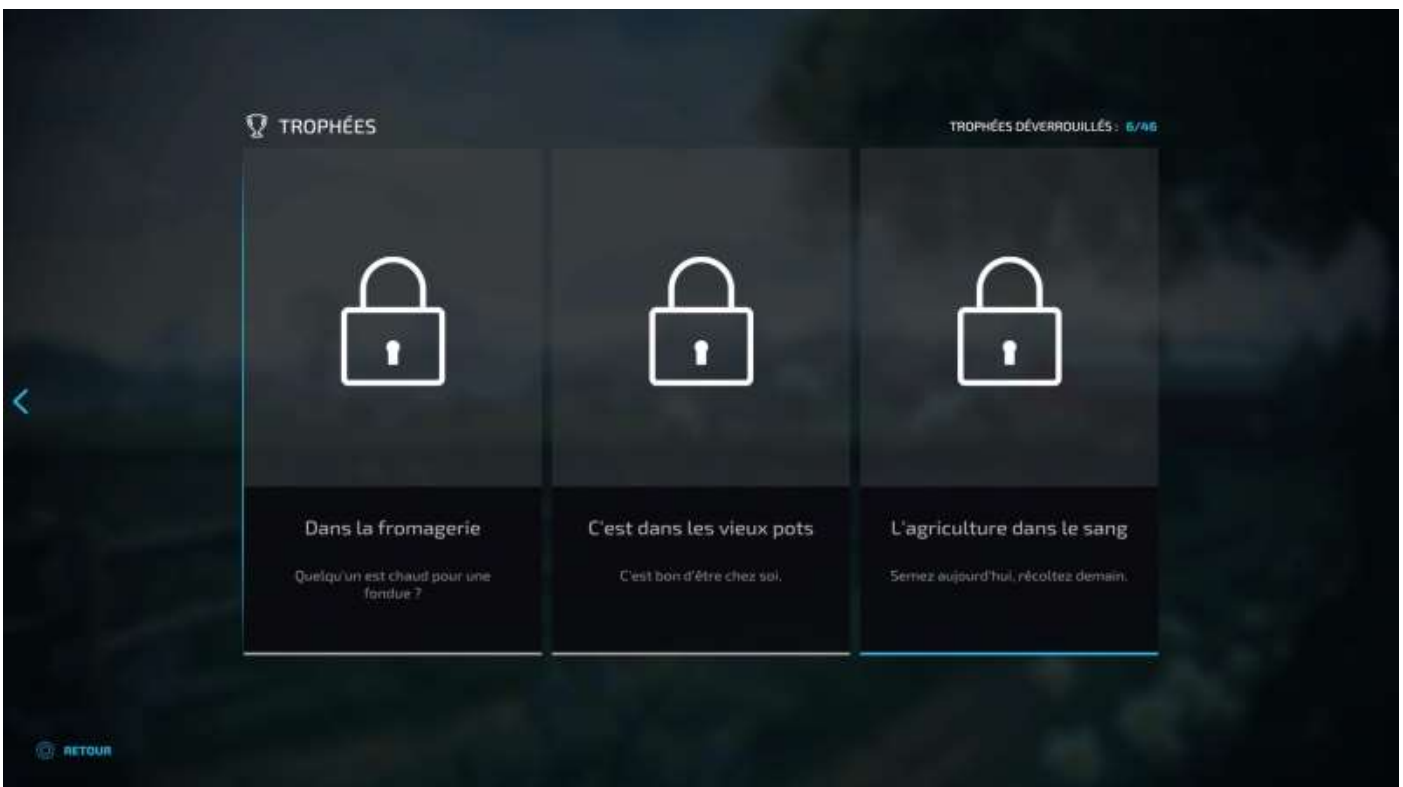 TROPHÉES
TROPHÉES DÉVERROUILLÉS : 6/46
Dans la fromagerie
Quelqu'un est chaud pour une
fondue ?
C'est dans les vieux pots
C'est bon d'être chez soi.
L'agriculture dans le sang
Semez aujourd'hui, récoltez demain.
RETOUR